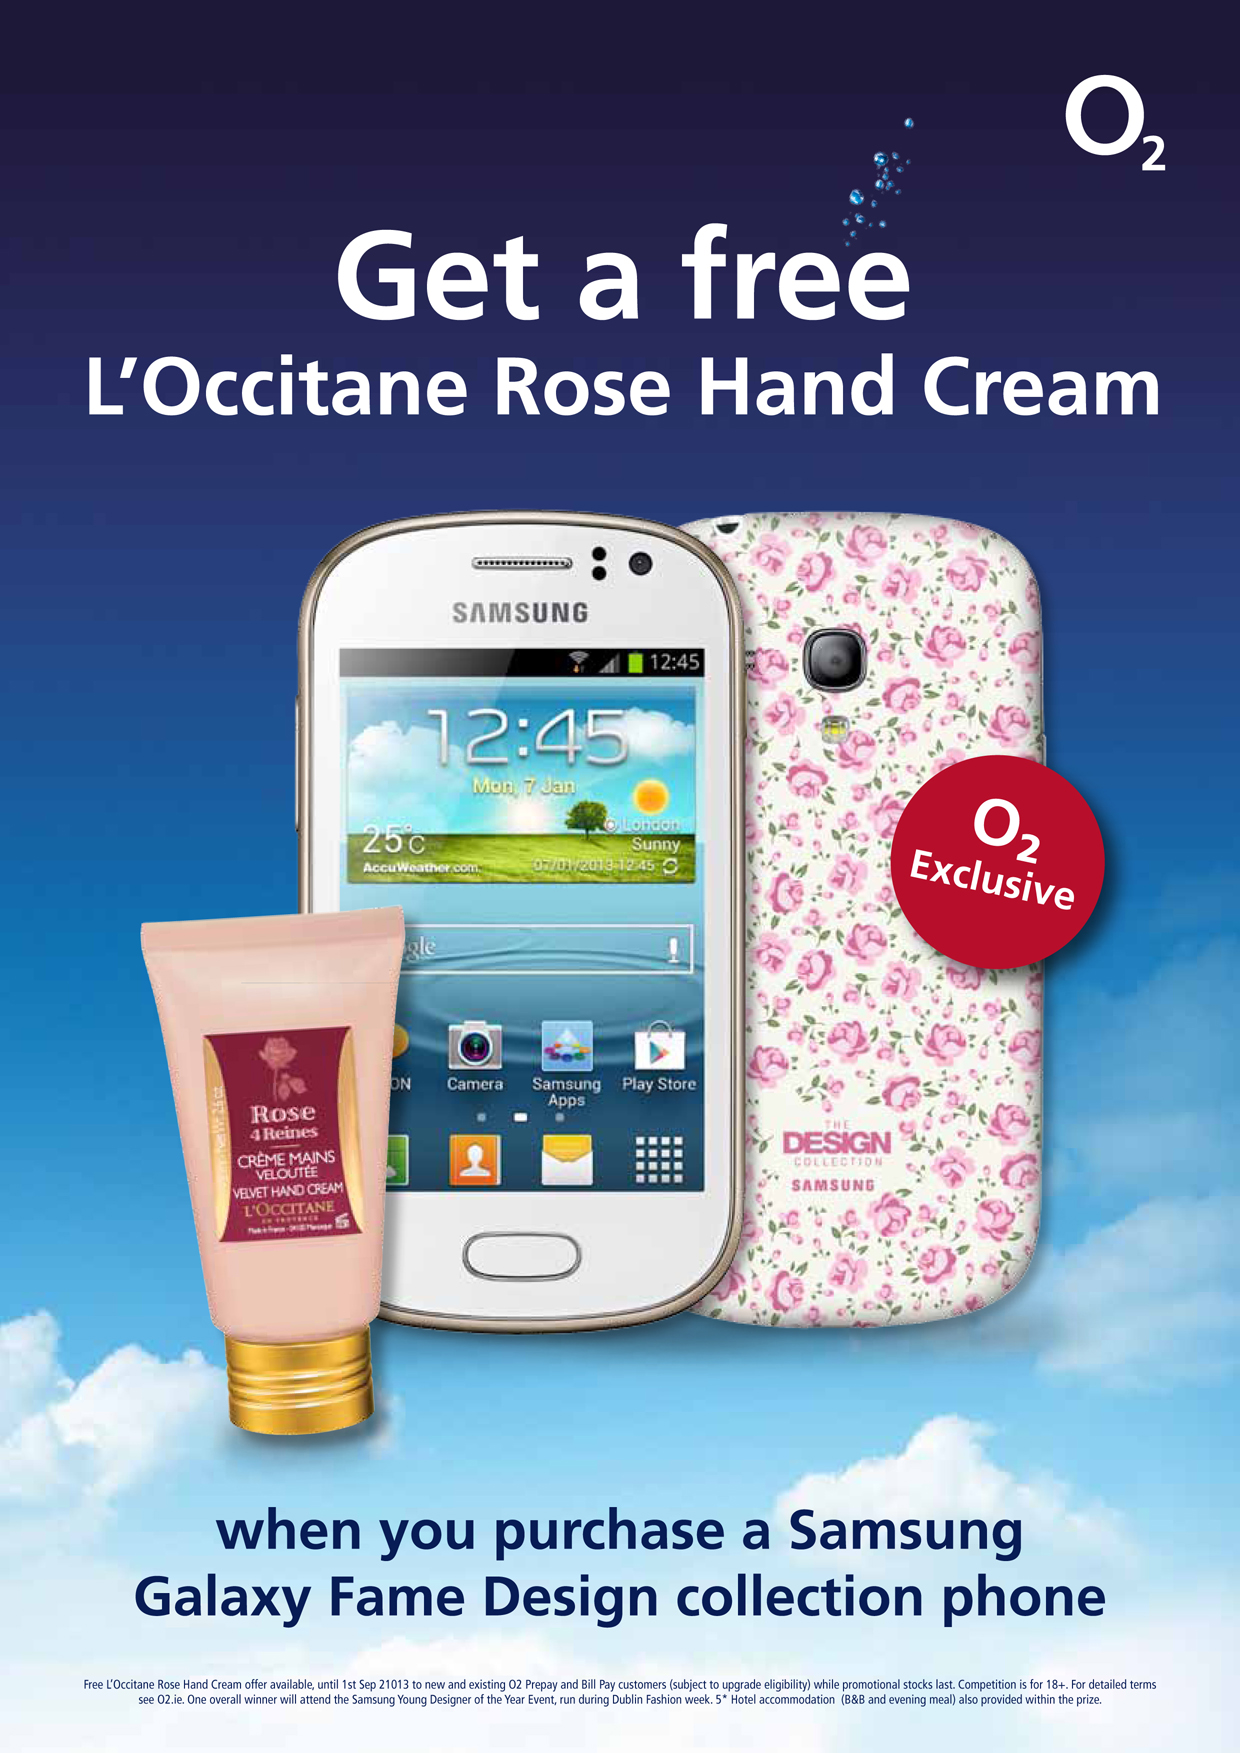 O2
Get a free
L'Occitane Rose Hand Cream
SAMSUNG
12:45
12:45
Mon, 7 Jan
London
25°C
Sunny
AccuWeather.com
07/01/2013 12:45
O2
Exclusive
gle
ON
Camera
Samsung
Apps
Play Store
THE
DESIGN
COLLECTION
SAMSUNG
Rose
4 Reines
CRÈME MAINS
VELOUTÉE
VELVET HAND CREAM
L'OCCITANE
EN PROVENCE
when you purchase a Samsung
Galaxy Fame Design collection phone
Free L'Occitane Rose Hand Cream offer available, until 1st Sep 21013 to new and existing O2 Prepay and Bill Pay customers (subject to upgrade eligibility) while promotional stocks last. Competition is for 18+. For detailed terms
see O2.ie. One overall winner will attend the Samsung Young Designer of the Year Event, run during Dublin Fashion week. 5* Hotel accommodation (B&B and evening meal) also provided within the prize.